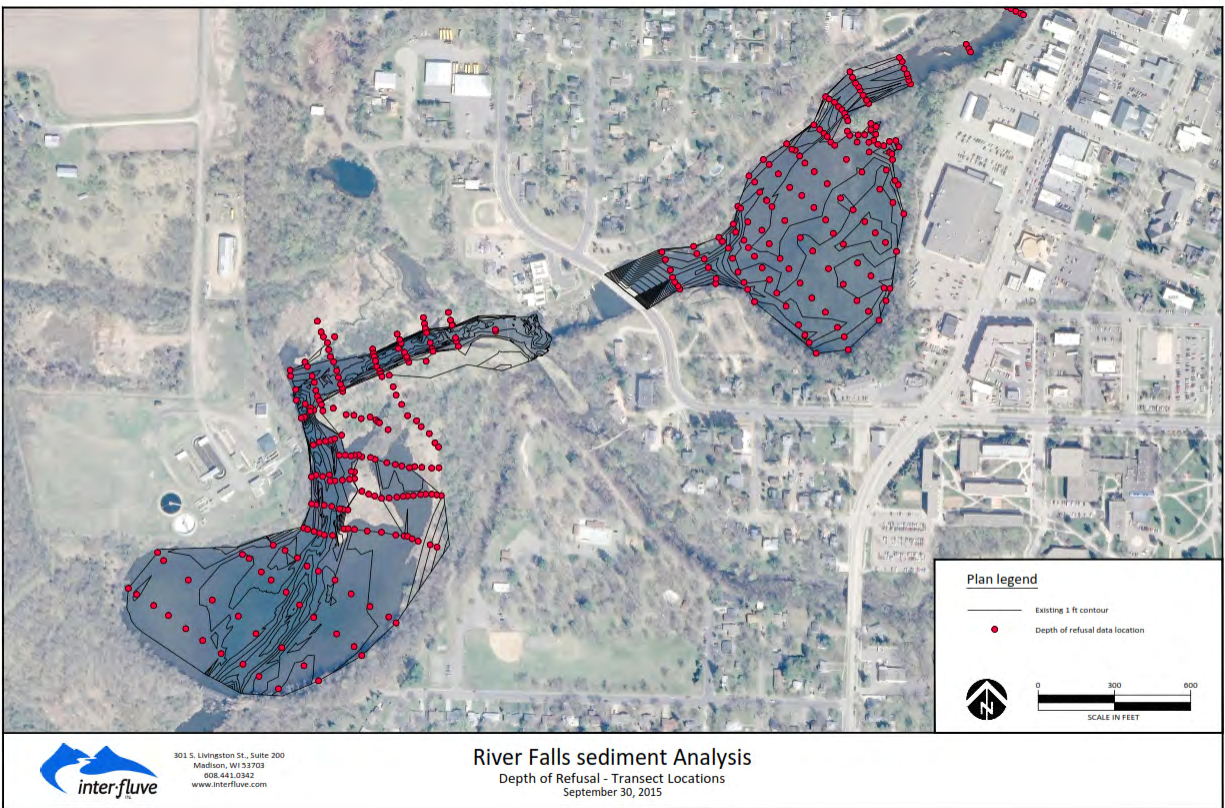 Plan legend
Existing 1 ft contour
Depth of refusal data location
N
0 300 600
SCALE IN FEET
inter-fluve
301 S. Livingston St., Suite 200
Madison, WI 53703
608.441.0342
www.interfluve.com
River Falls sediment Analysis
Depth of Refusal - Transect Locations
September 30, 2015